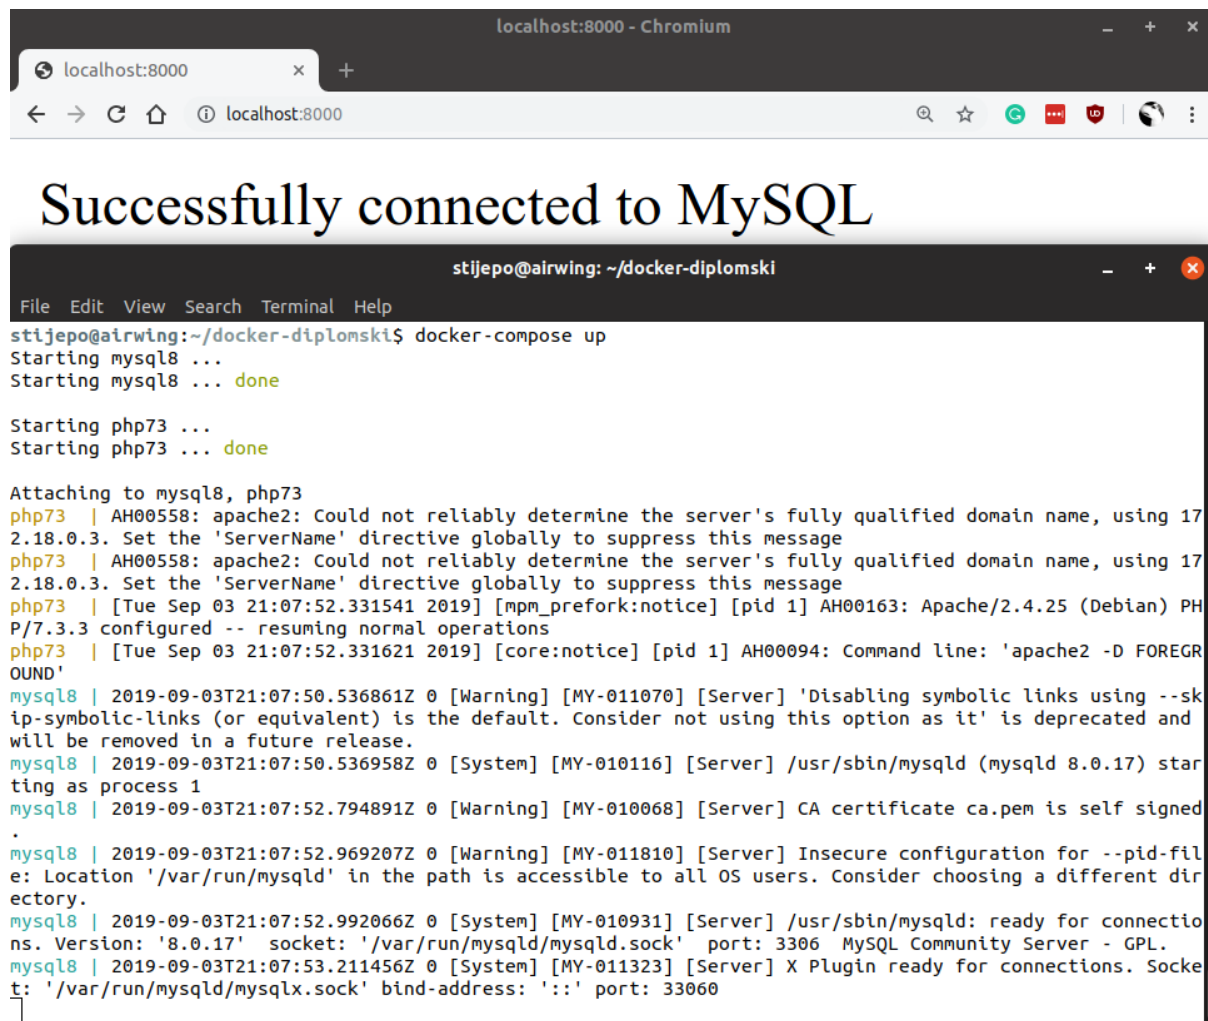 localhost:8000 - Chromium
localhost:8000
localhost:8000
Successfully connected to MySQL
stijepo@airwing: ~/docker-diplomski
File Edit View Search Terminal Help
stijepo@airwing:~/docker-diplomski$ docker-compose up
Starting mysql8 ...
Starting mysql8 ... done
Starting php73 ...
Starting php73 ... done
Attaching to mysql8, php73
php73  | AH00558: apache2: Could not reliably determine the server's fully qualified domain name, using 17
2.18.0.3. Set the 'ServerName' directive globally to suppress this message
php73  | AH00558: apache2: Could not reliably determine the server's fully qualified domain name, using 17
2.18.0.3. Set the 'ServerName' directive globally to suppress this message
php73  | [Tue Sep 03 21:07:52.331541 2019] [mpm_prefork:notice] [pid 1] AH00163: Apache/2.4.25 (Debian) PH
P/7.3.3 configured -- resuming normal operations
php73  | [Tue Sep 03 21:07:52.331621 2019] [core:notice] [pid 1] AH00094: Command line: 'apache2 -D FOREGR
OUND'
mysql8 | 2019-09-03T21:07:50.536861Z 0 [Warning] [MY-011070] [Server] 'Disabling symbolic links using --sk
ip-symbolic-links (or equivalent) is the default. Consider not using this option as it' is deprecated and
will be removed in a future release.
mysql8 | 2019-09-03T21:07:50.536958Z 0 [System] [MY-010116] [Server] /usr/sbin/mysqld (mysqld 8.0.17) star
ting as process 1
mysql8 | 2019-09-03T21:07:52.794891Z 0 [Warning] [MY-010068] [Server] CA certificate ca.pem is self signed
.
mysql8 | 2019-09-03T21:07:52.969207Z 0 [Warning] [MY-011810] [Server] Insecure configuration for --pid-fil
e: Location '/var/run/mysqld' in the path is accessible to all OS users. Consider choosing a different dir
ectory.
mysql8 | 2019-09-03T21:07:52.992066Z 0 [System] [MY-010931] [Server] /usr/sbin/mysqld: ready for connectio
ns. Version: '8.0.17'  socket: '/var/run/mysqld/mysqld.sock'  port: 3306  MySQL Community Server - GPL.
mysql8 | 2019-09-03T21:07:53.211456Z 0 [System] [MY-011323] [Server] X Plugin ready for connections. Socke
t: '/var/run/mysqld/mysqlx.sock' bind-address: '::' port: 33060